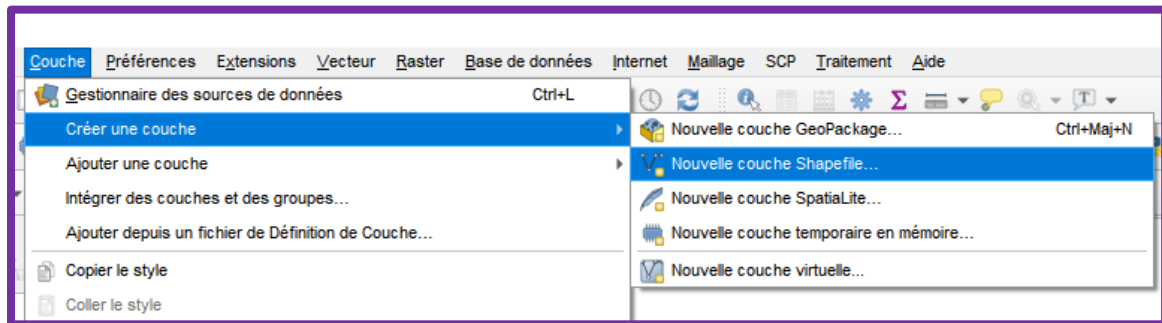 Couche Préférences Extensions Vecteur Raster Base de données Internet Maillage SCP Traitement Aide
Gestionnaire des sources de données Ctrl+L
Créer une couche
Ajouter une couche
Intégrer des couches et des groupes...
Ajouter depuis un fichier de Définition de Couche...
Copier le style
Coller le style
Nouvelle couche GeoPackage... Ctrl+Maj+N
Nouvelle couche Shapefile...
Nouvelle couche SpatiaLite...
Nouvelle couche temporaire en mémoire...
Nouvelle couche virtuelle...